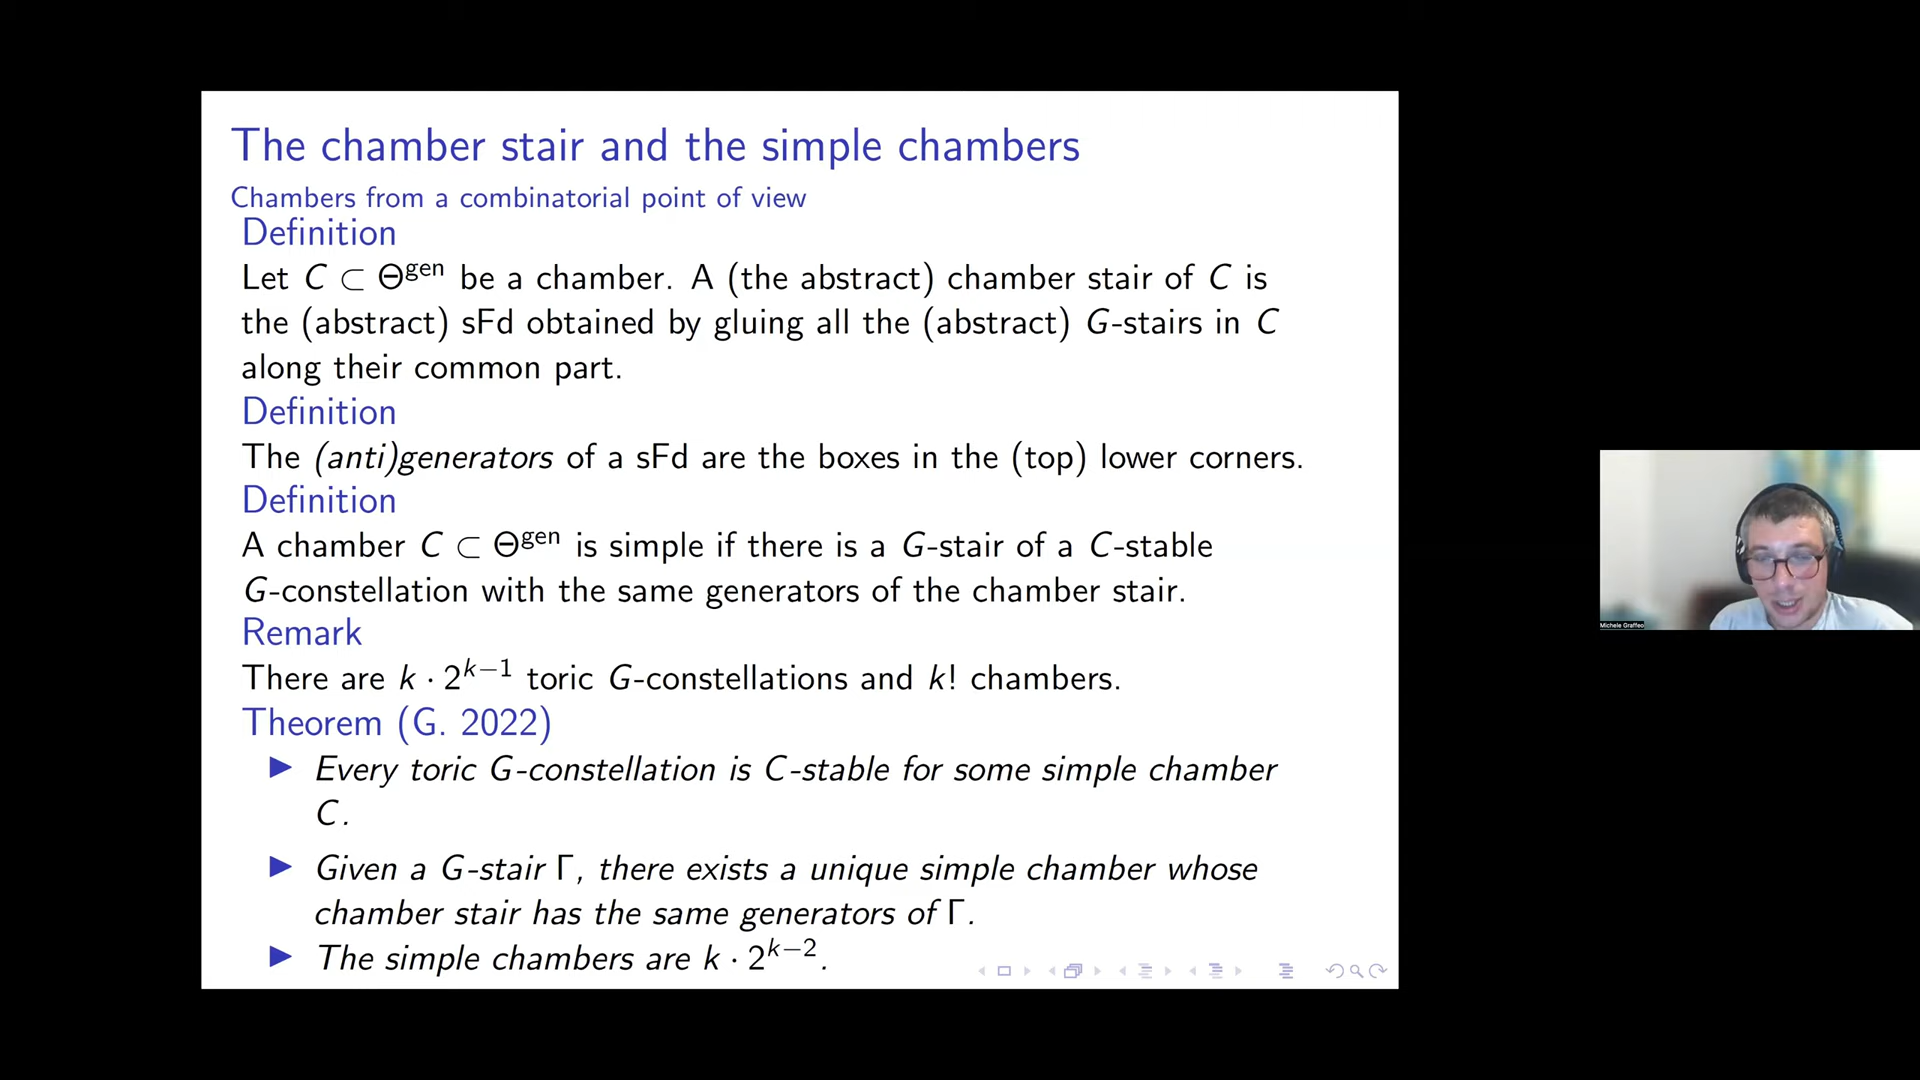 The chamber stair and the simple chambers
Chambers from a combinatorial point of view
Definition
Let C ⊂ Θ^gen be a chamber. A (the abstract) chamber stair of C is
the (abstract) sFd obtained by gluing all the (abstract) G-stairs in C
along their common part.
Definition
The (anti)generators of a sFd are the boxes in the (top) lower corners.
Definition
A chamber C ⊂ Θ^gen is simple if there is a G-stair of a C-stable
G-constellation with the same generators of the chamber stair.
Remark
There are k · 2^{k−1} toric G-constellations and k! chambers.
Theorem (G. 2022)
▶ Every toric G-constellation is C-stable for some simple chamber
C.
▶ Given a G-stair Γ, there exists a unique simple chamber whose
chamber stair has the same generators of Γ.
▶ The simple chambers are k · 2^{k−2}.
Michele Graffeo